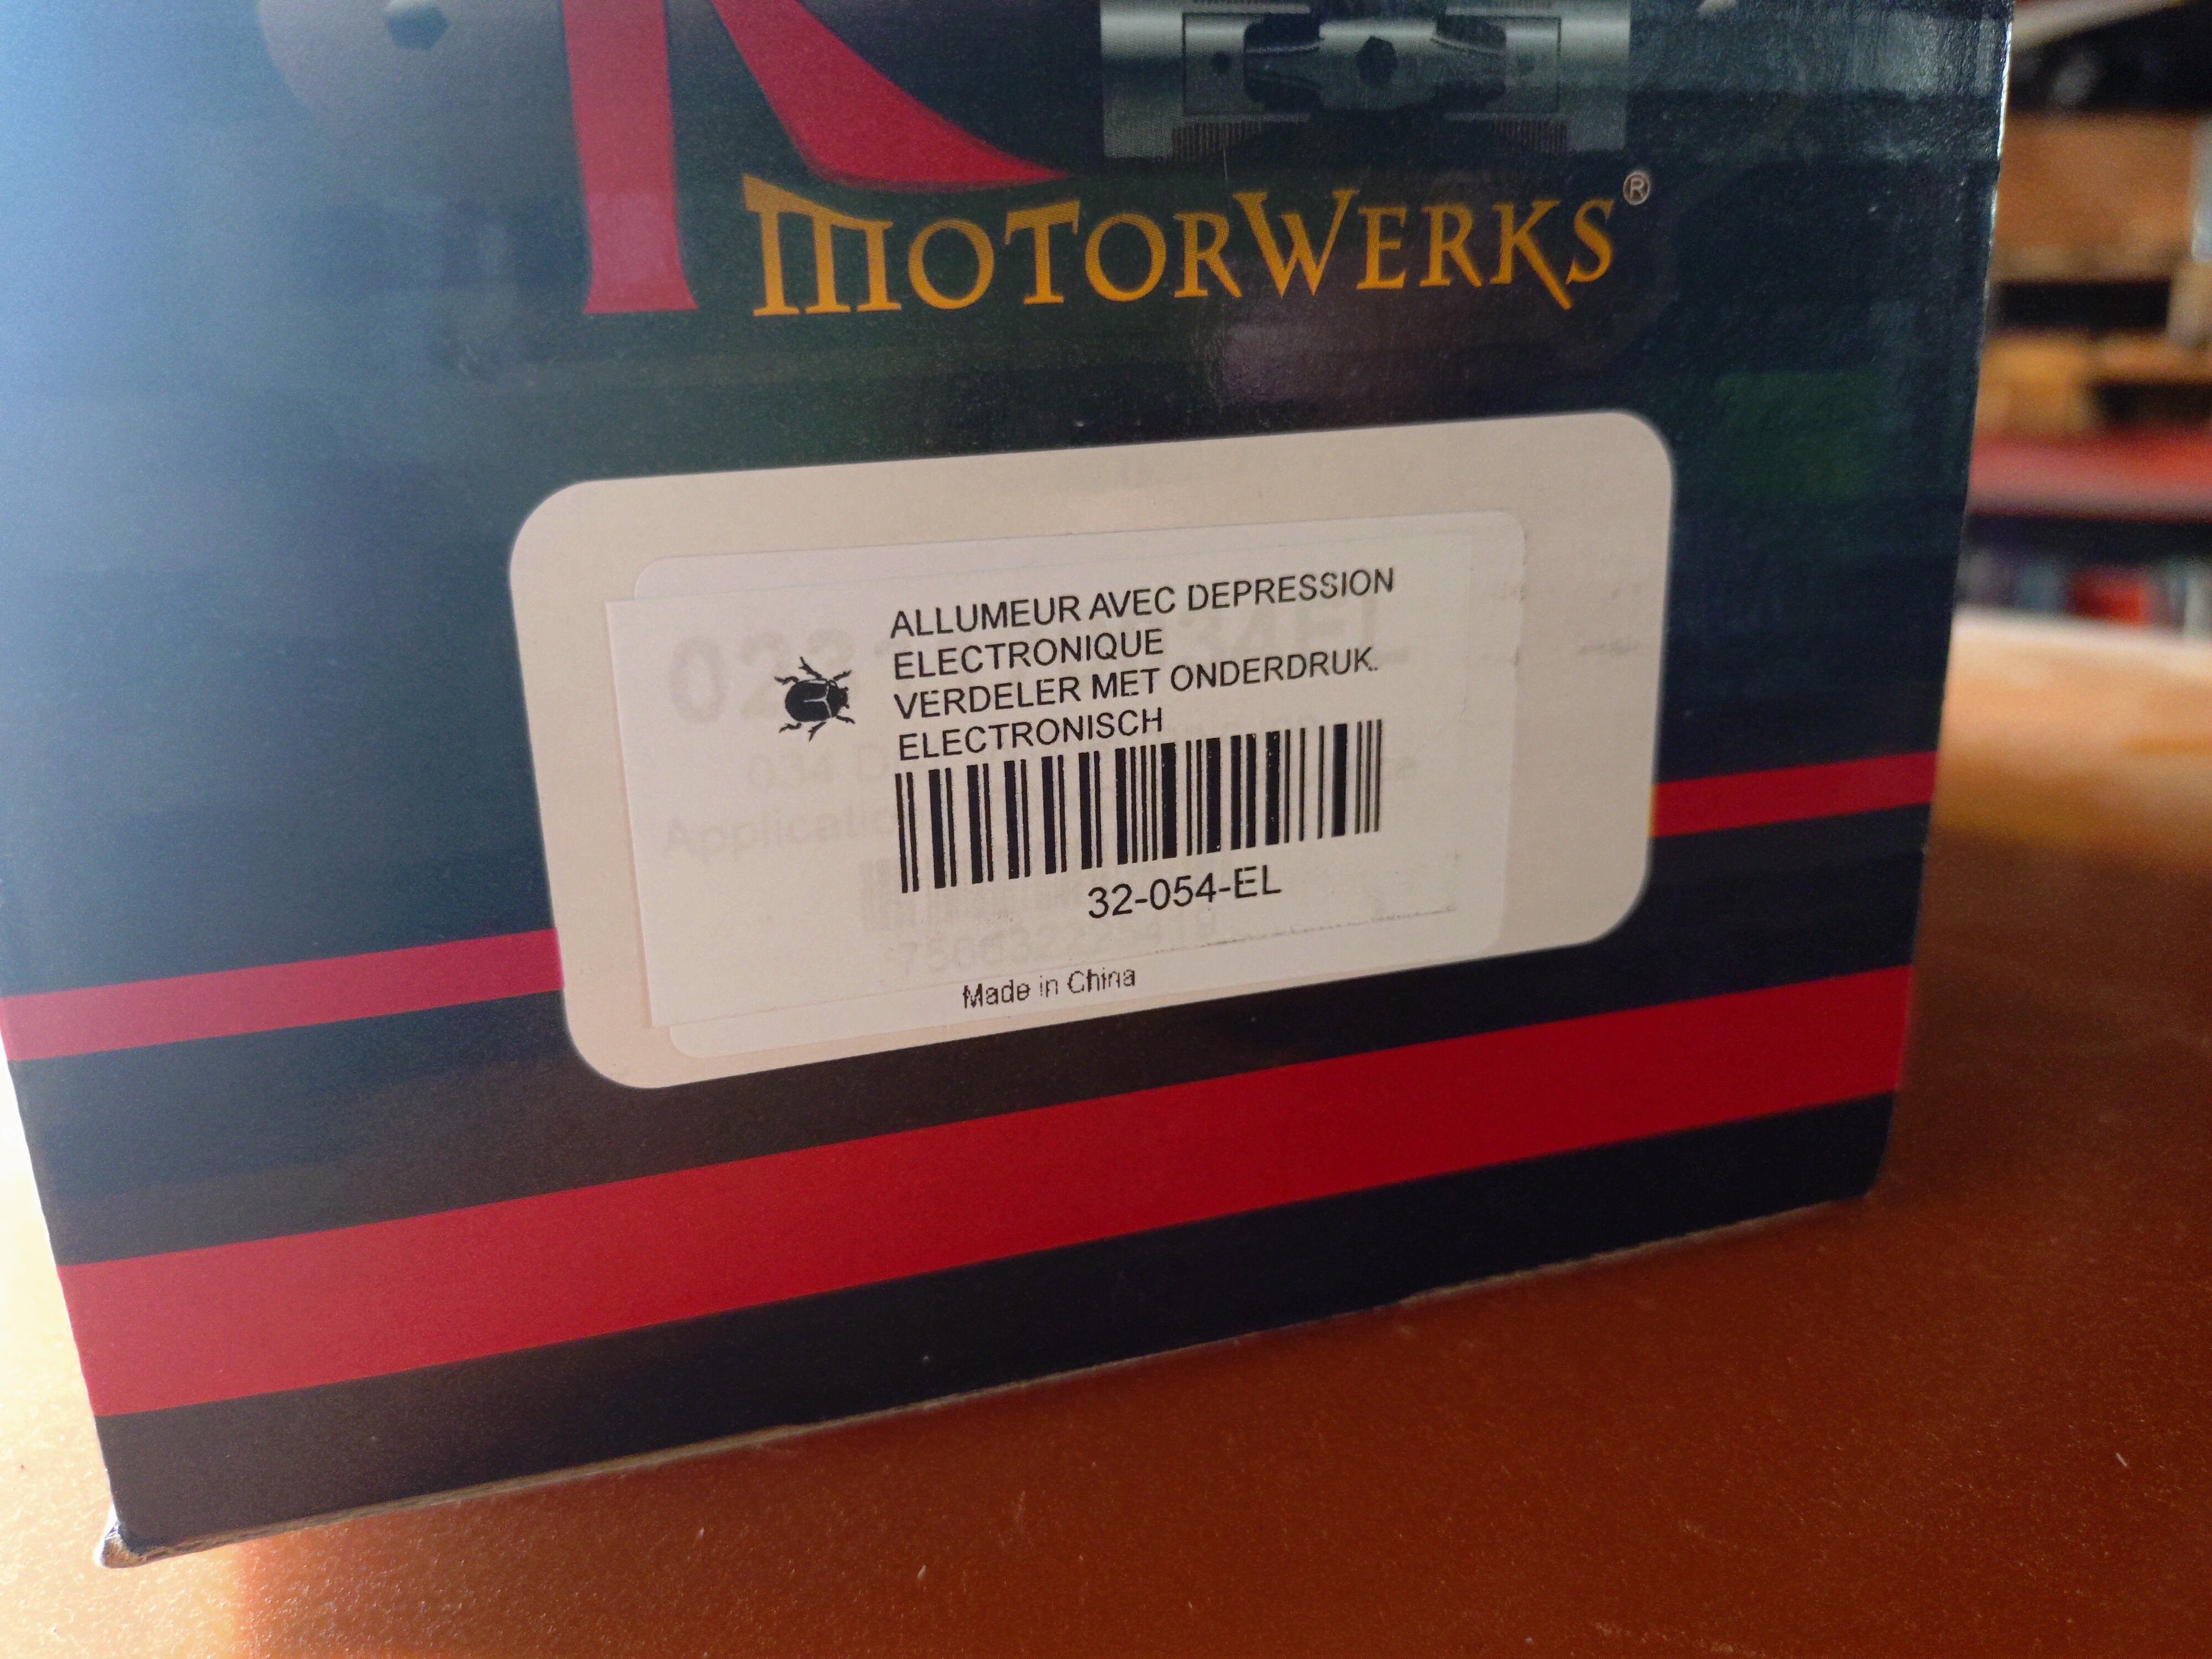 MOTORWERKS®
ALLUMEUR AVEC DEPRESSION
ELECTRONIQUE
VERDELER MET ONDERDRUK.
ELECTRONISCH
32-054-EL
Made in China